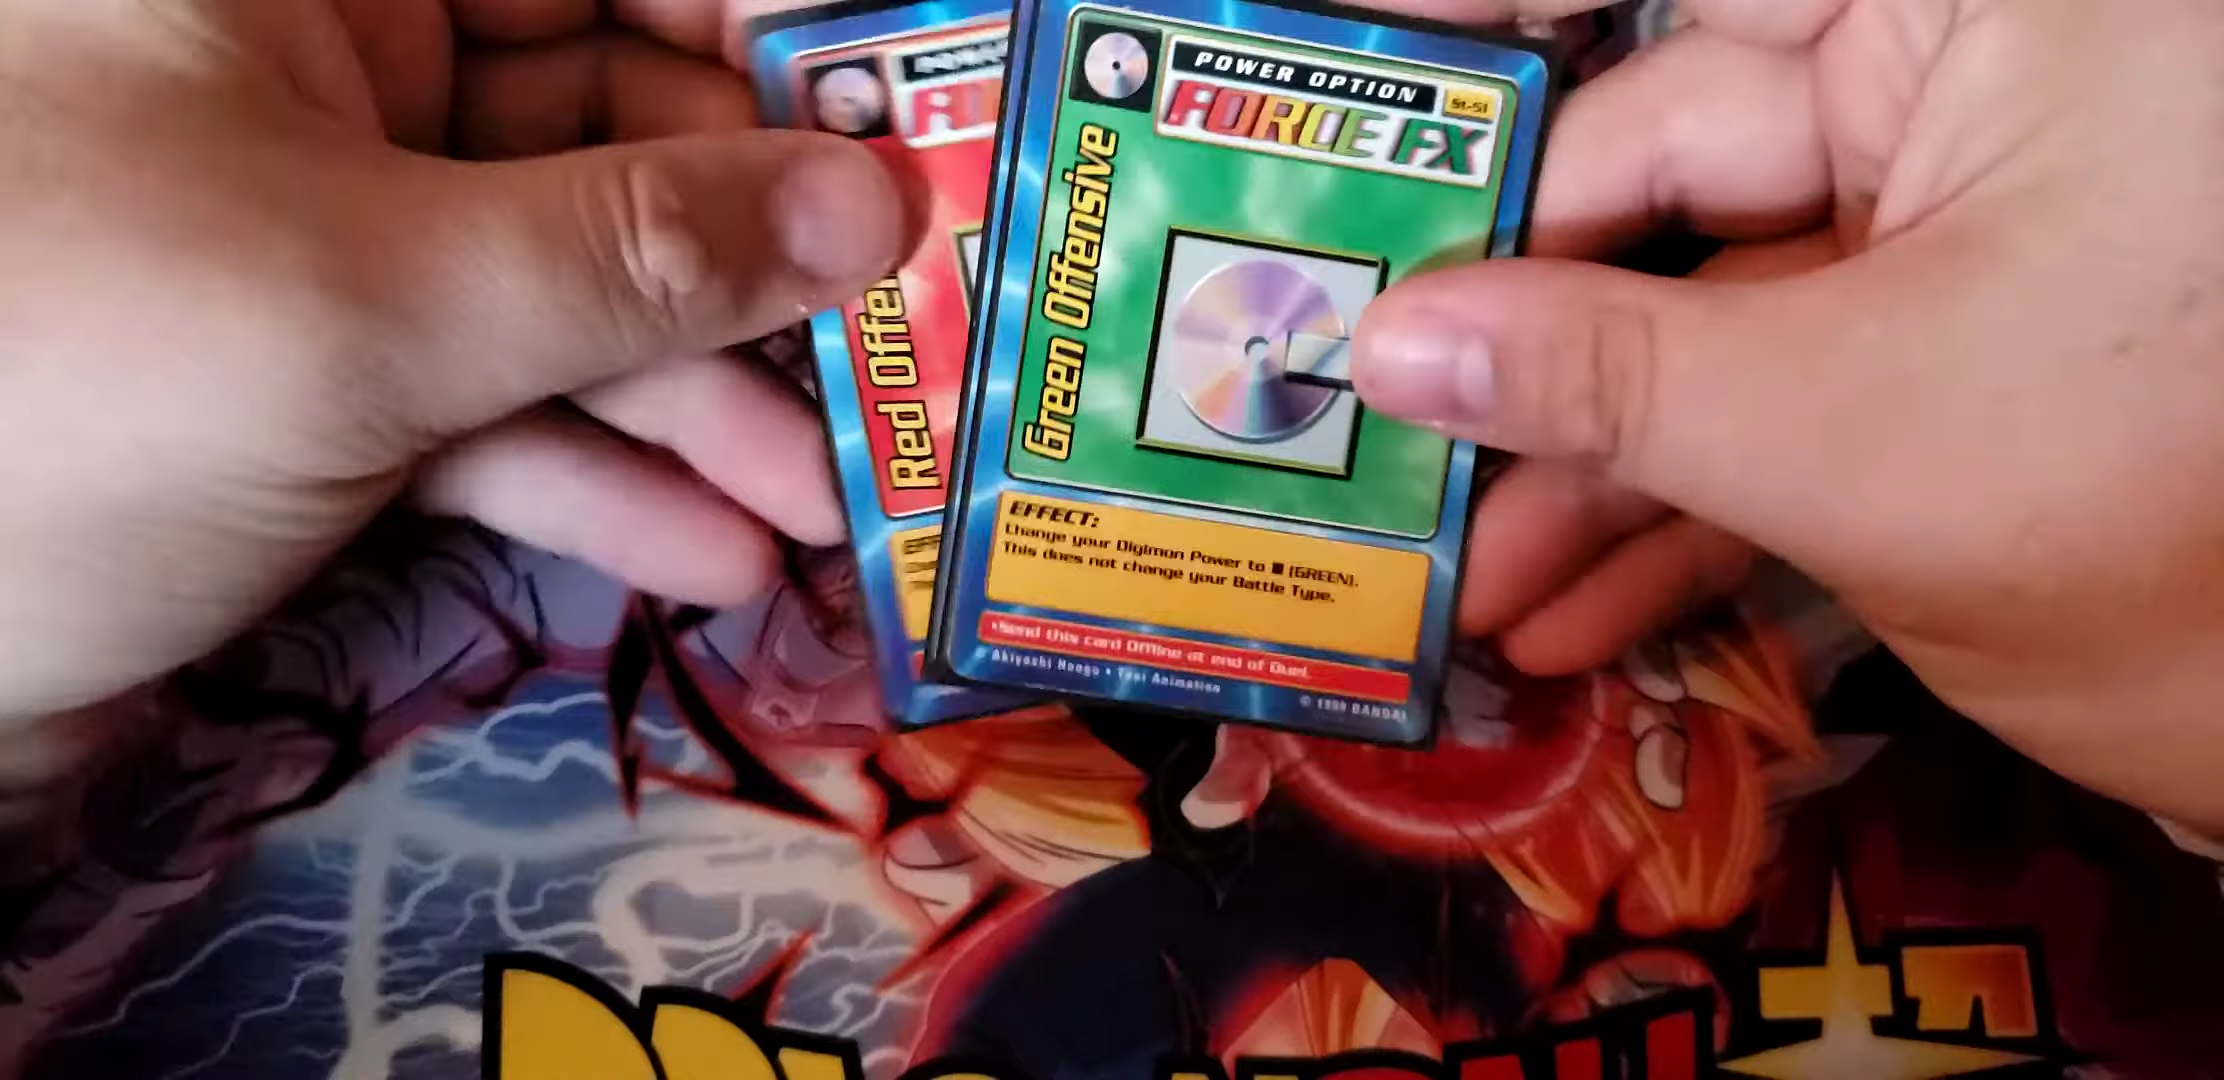 POWER OPTION
St-51
FORCE FX
Green Offensive
EFFECT:
Change your Digimon Power to ■ (GREEN).
This does not change your Battle Type.
•Send this card Offline at end of Duel.
© Akiyoshi Hongo • Toei Animation
© 1999 BANDAI
Red Offen